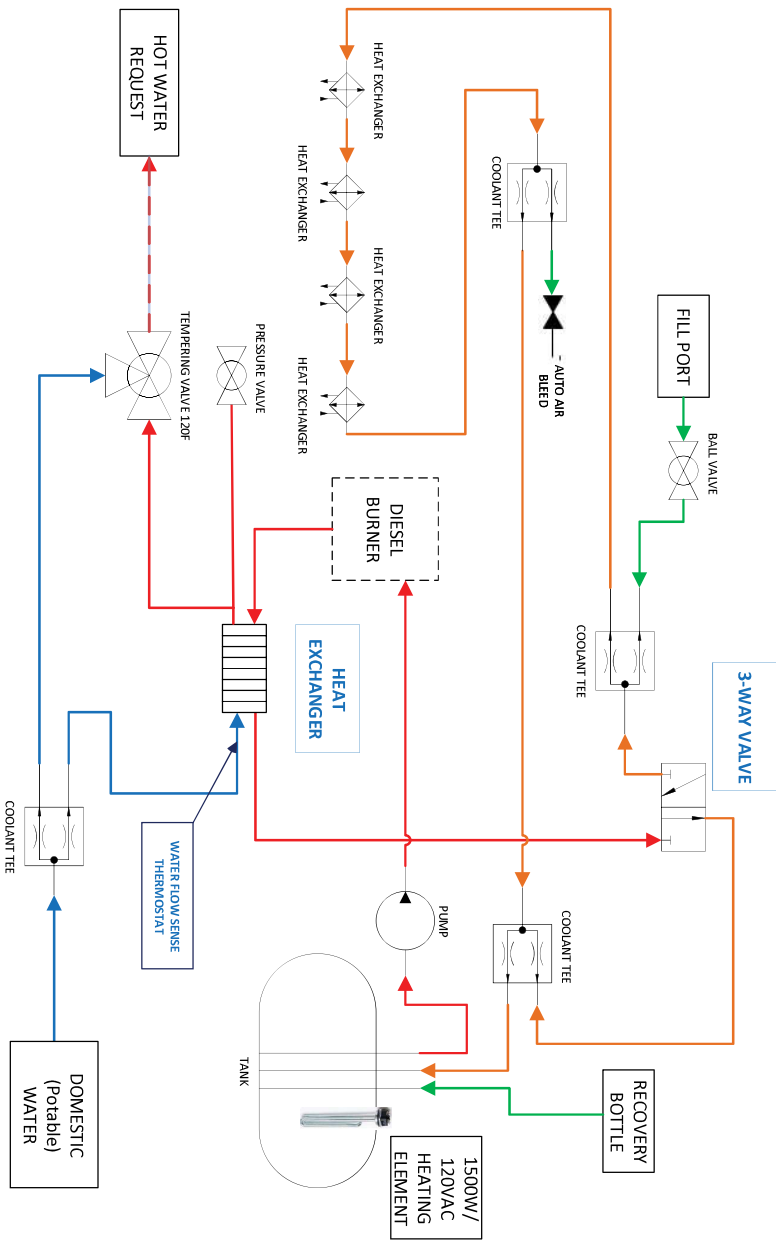 3-WAY VALVE
FILL PORT
BALL VALVE
RECOVERY
BOTTLE
COOLANT TEE
COOLANT TEE
- AUTO AIR
BLEED
COOLANT TEE
1500W/
120VAC
HEATING
ELEMENT
PUMP
HEAT EXCHANGER
HEAT EXCHANGER
HEAT EXCHANGER
HEAT EXCHANGER
DIESEL
BURNER
HEAT
EXCHANGER
PRESSURE VALVE
TANK
TEMPERING VALVE 120F
WATER FLOW SENSE
THERMOSTAT
HOT WATER
REQUEST
DOMESTIC
(Potable)
WATER
COOLANT TEE